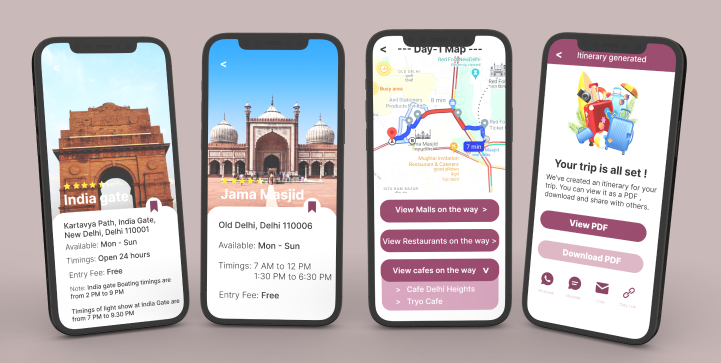 India gate
Kartavya Path, India Gate,
New Delhi, Delhi 110001
Available: Mon - Sun
Timings: Open 24 hours
Entry Fee: Free
Note: India gate Boating timings are
from 2 PM to 9 PM
Timings of light show at India Gate are
from 7 PM to 9.30 PM
<
Jama Masjid
Old Delhi, Delhi 110006
Available: Mon - Sun
Timings: 7 AM to 12 PM
1:30 PM to 6:30 PM
Entry Fee: Free
< --- Day-1 Map ---
OLD DELHI
Busy area
8 min
7 min
Jama Masjid
Mughal Invitation
Restaurant & Caterers
View Malls on the way >
View Restaurants on the way >
View cafes on the way v
> Cafe Delhi Heights
> Tryo Cafe
< Itinerary generated
Your trip is all set !
We've created an itinerary for your
trip. You can view it as a PDF ,
download and share with others.
View PDF
Download PDF